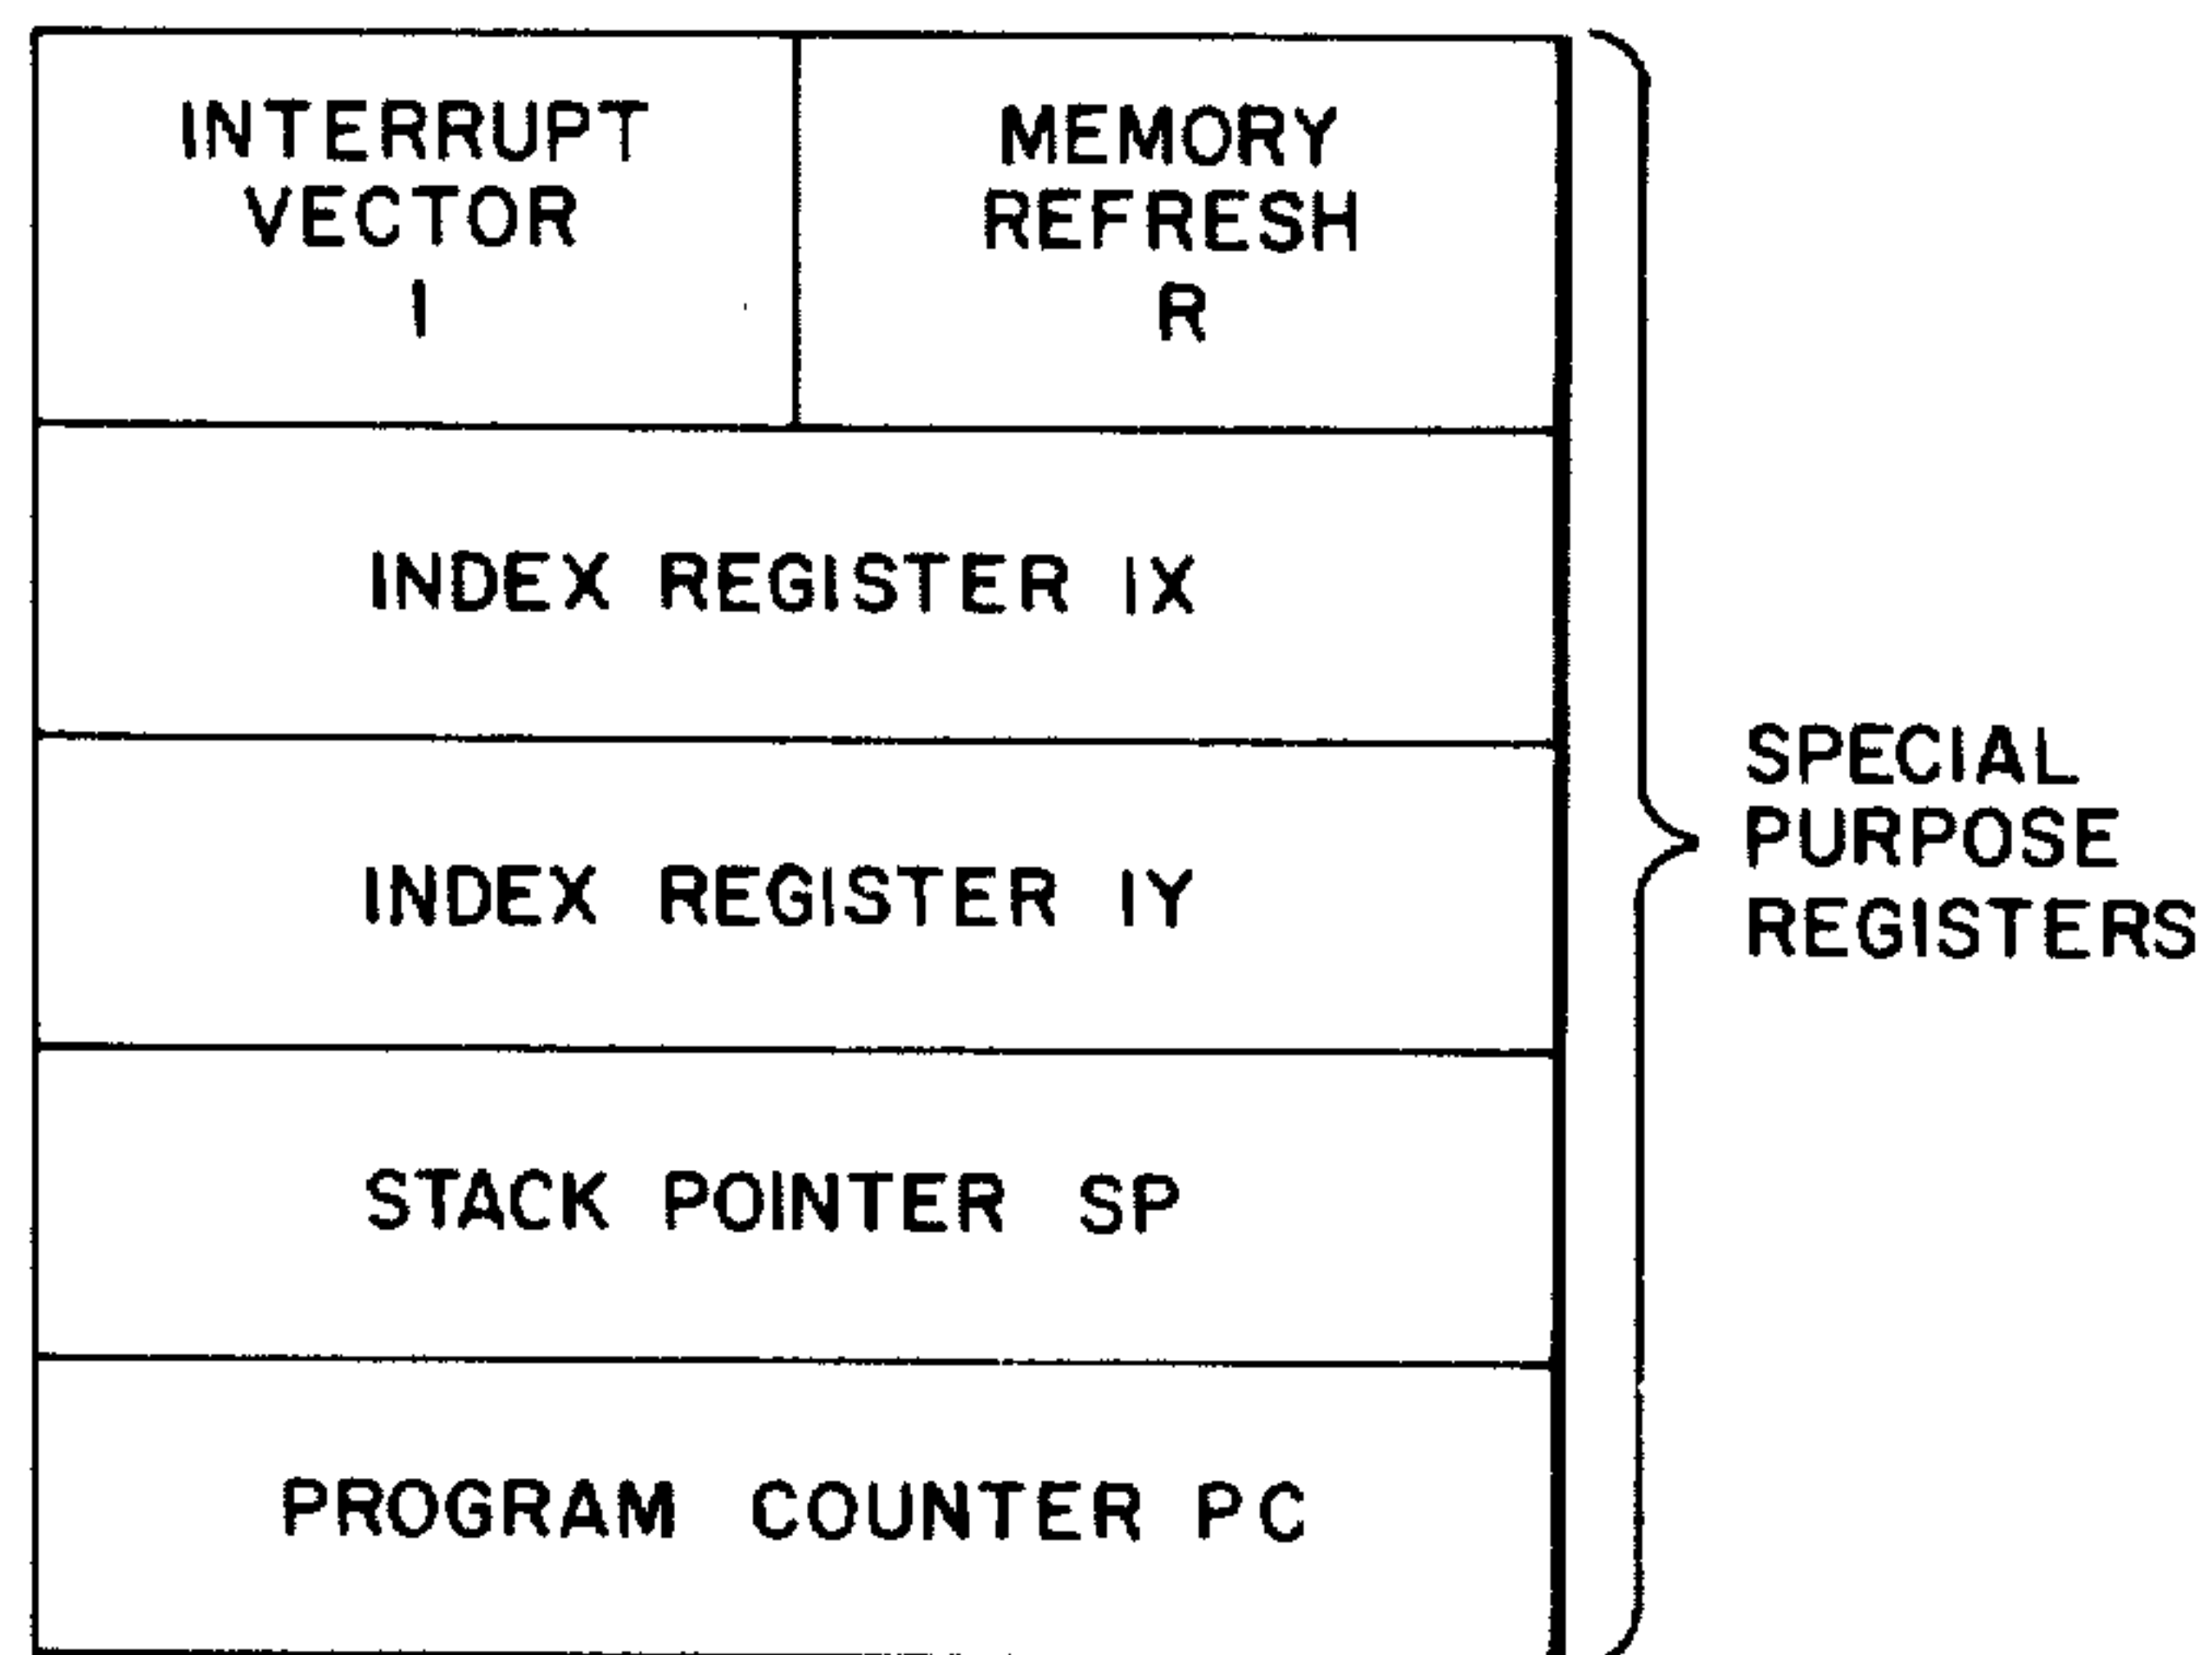 INTERRUPT
VECTOR
I
MEMORY
REFRESH
R
INDEX REGISTER IX
INDEX REGISTER IY
STACK POINTER SP
PROGRAM COUNTER PC
SPECIAL
PURPOSE
REGISTERS